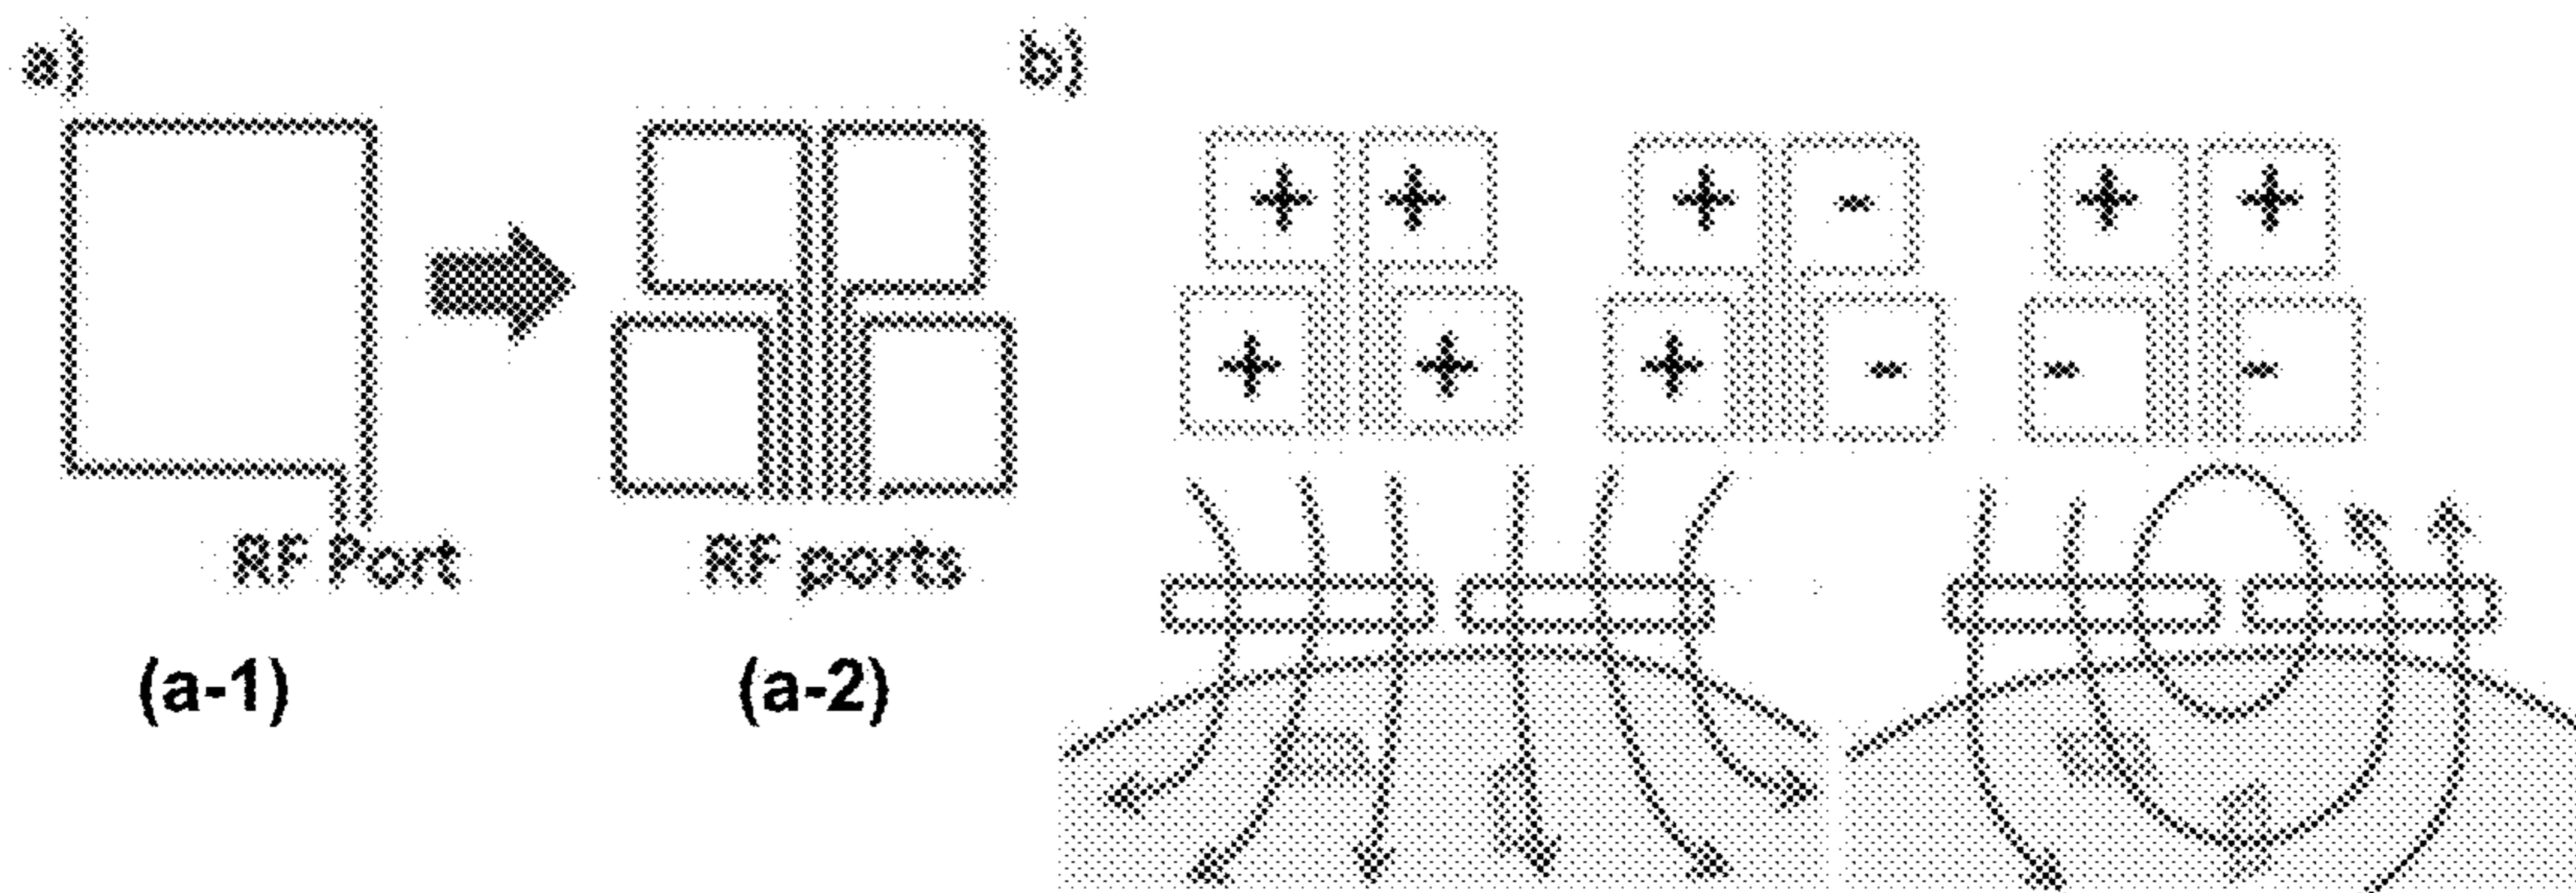 a)
b)
+ +
+ +
+ -
+ -
+ +
- -
RF Port
RF ports
(a-1)
(a-2)